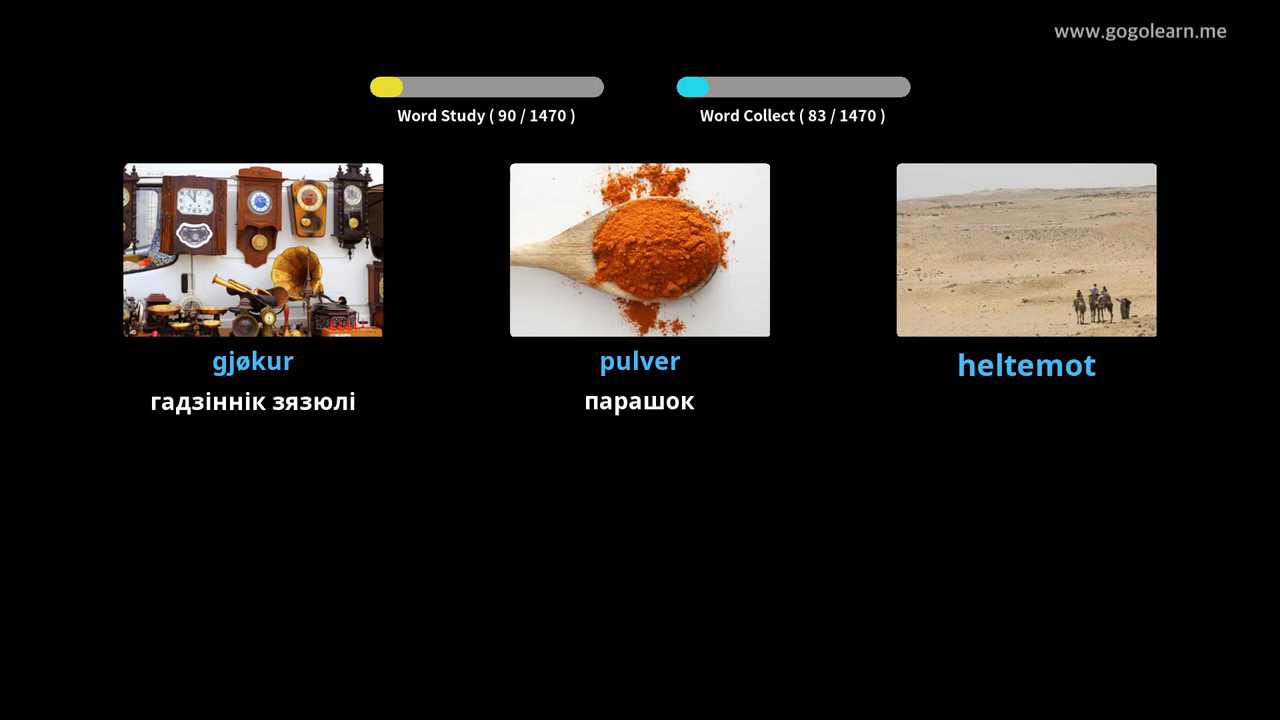 www.gogolearn.me
Word Study ( 90 / 1470 )
Word Collect ( 83 / 1470 )
gjøkur
pulver
heltemot
гадзіннік зязюлі
парашок